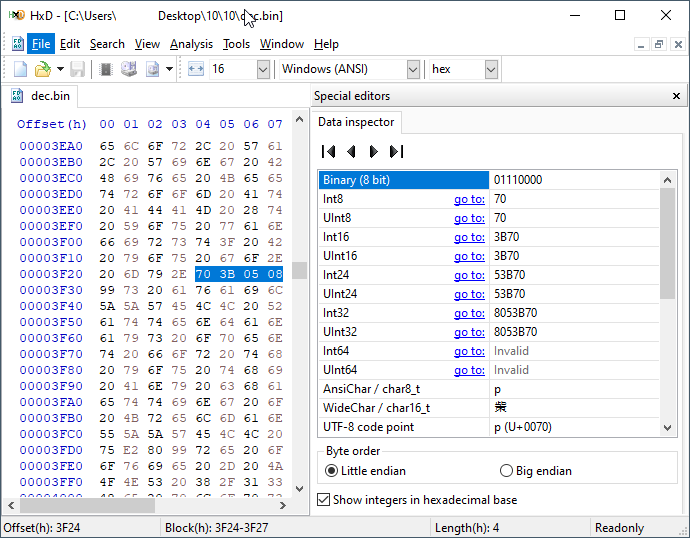 HxD - [C:\Users\ Desktop\10\10\dec.bin]
File Edit Search View Analysis Tools Window Help
16 Windows (ANSI) hex
dec.bin
Special editors
Data inspector
Offset(h) 00 01 02 03 04 05 06 07
00003EA0 65 6C 6F 72 2C 20 57 61
00003EB0 2C 20 57 69 6E 67 20 42
00003EC0 48 69 76 65 20 4B 65 65
00003ED0 74 72 6F 6F 6D 20 41 74
00003EE0 20 41 44 41 4D 20 28 74
00003EF0 20 59 6F 75 20 77 61 6E
00003F00 66 69 72 73 74 3F 20 42
00003F10 20 79 6F 75 20 67 6F 2E
00003F20 20 6D 79 2E 70 3B 05 08
00003F30 99 73 20 61 76 61 69 6C
00003F40 5A 5A 57 45 4C 4C 20 52
00003F50 61 74 74 65 6E 64 61 6E
00003F60 61 79 73 20 6F 70 65 6E
00003F70 74 20 66 6F 72 20 74 68
00003F80 20 79 6F 75 20 74 68 69
00003F90 20 41 6E 79 20 63 68 61
00003FA0 65 74 74 69 6E 67 20 6F
00003FB0 20 4B 72 65 6C 6D 61 6E
00003FC0 55 5A 5A 57 45 4C 4C 20
00003FD0 75 E2 80 99 72 65 20 6F
00003FE0 6F 76 69 65 20 2D 20 4A
00003FF0 4F 4E 53 20 38 2F 31 33
Binary (8 bit) 01110000
Int8 go to: 70
UInt8 go to: 70
Int16 go to: 3B70
UInt16 go to: 3B70
Int24 go to: 53B70
UInt24 go to: 53B70
Int32 go to: 8053B70
UInt32 go to: 8053B70
Int64 go to: Invalid
UInt64 go to: Invalid
AnsiChar / char8_t p
WideChar / char16_t 㭰
UTF-8 code point p (U+0070)
Byte order
Little endian Big endian
Show integers in hexadecimal base
Offset(h): 3F24 Block(h): 3F24-3F27 Length(h): 4 Readonly